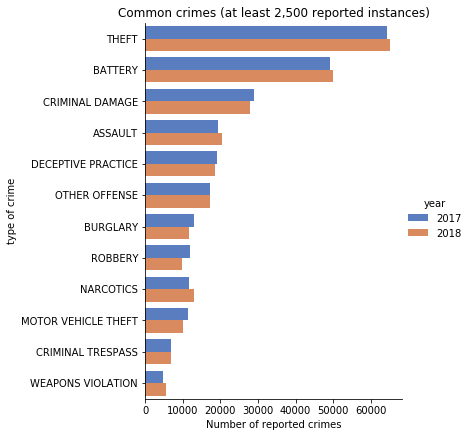 Common crimes (at least 2,500 reported instances)
type of crime
THEFT
BATTERY
CRIMINAL DAMAGE
ASSAULT
DECEPTIVE PRACTICE
OTHER OFFENSE
BURGLARY
ROBBERY
NARCOTICS
MOTOR VEHICLE THEFT
CRIMINAL TRESPASS
WEAPONS VIOLATION
0 10000 20000 30000 40000 50000 60000
Number of reported crimes
year
2017
2018